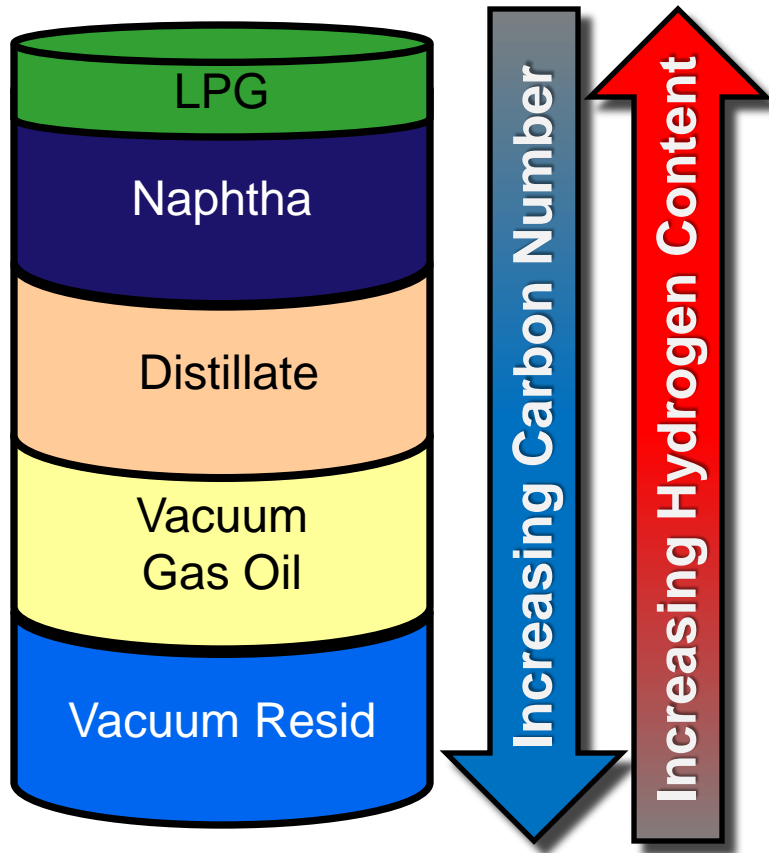 LPG
Naphtha
Distillate
Vacuum
Gas Oil
Vacuum Resid
Increasing Carbon Number
Increasing Hydrogen Content